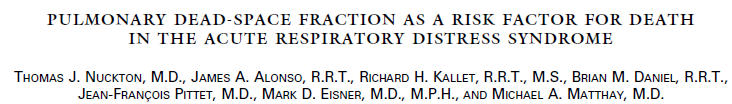 PULMONARY DEAD-SPACE FRACTION AS A RISK FACTOR FOR DEATH
IN THE ACUTE RESPIRATORY DISTRESS SYNDROME
THOMAS J. NUCKTON, M.D., JAMES A. ALONSO, R.R.T., RICHARD H. KALLET, R.R.T., M.S., BRIAN M. DANIEL, R.R.T.,
JEAN-FRANÇOIS PITTET, M.D., MARK D. EISNER, M.D., M.P.H., AND MICHAEL A. MATTHAY, M.D.